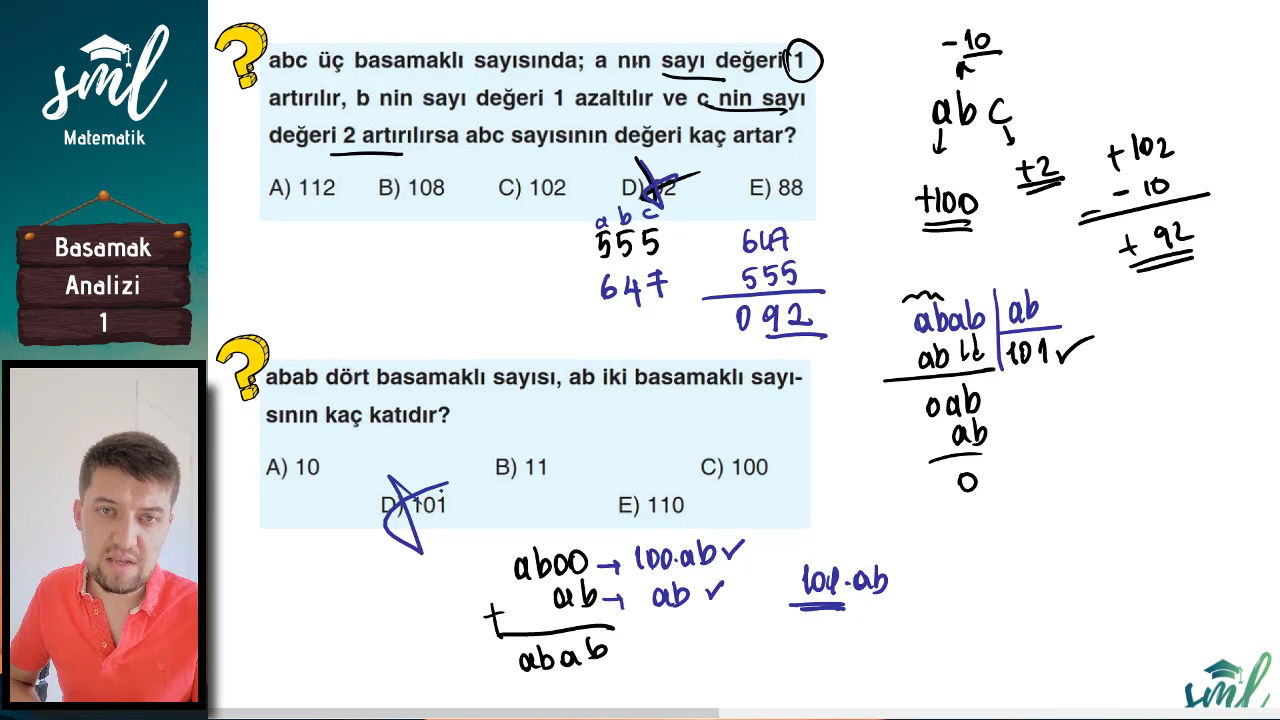 sml
Matematik
Basamak
Analizi
1
abc üç basamaklı sayısında; a nın sayı değeri 1
artırılır, b nin sayı değeri 1 azaltılır ve c nin sayı
değeri 2 artırılırsa abc sayısının değeri kaç artar?
A) 112 B) 108 C) 102 D) 92 E) 88
a b c
555
647
647
555
092
-10
abc
+100
+2
+102
- 10
+ 92
abab dört basamaklı sayısı, ab iki basamaklı sayı-
sının kaç katıdır?
A) 10 B) 11 C) 100
D) 101 E) 110
abab ab
ab 101 ✓
0ab
ab
0
ab00 → 100.ab ✓
ab → ab ✓
+
abab
101.ab
sml